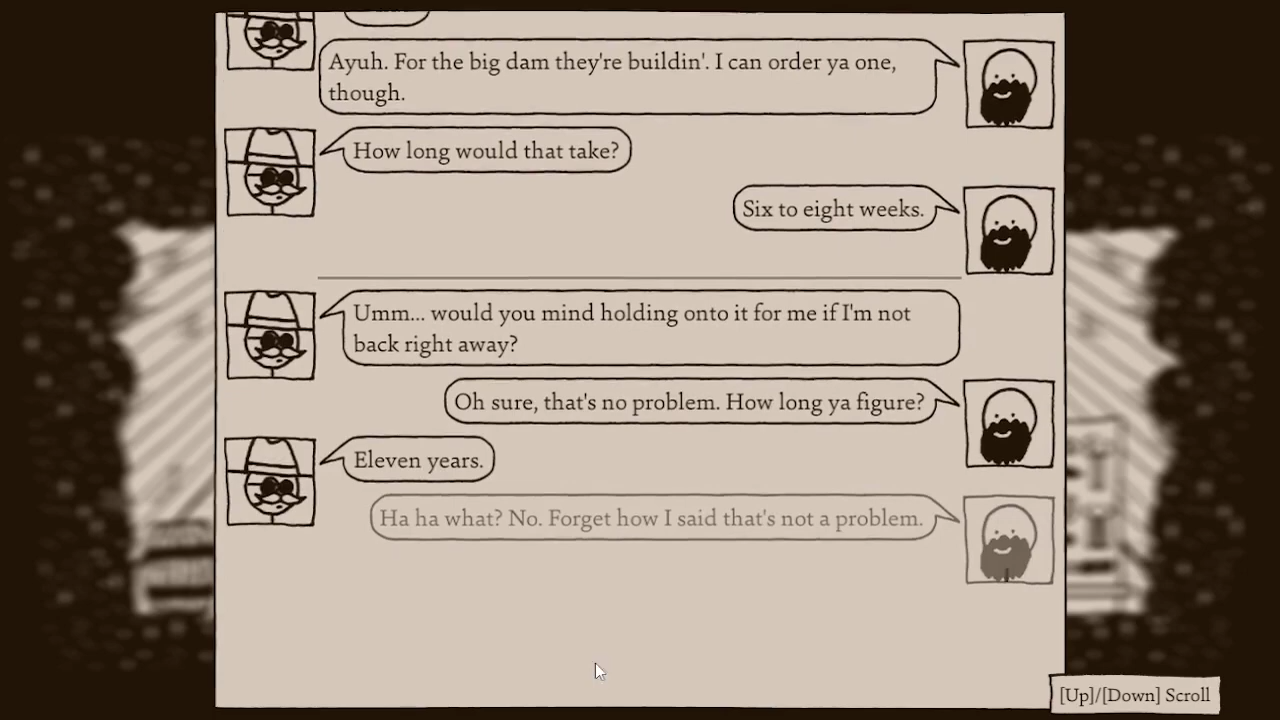 Ayuh. For the big dam they're buildin'. I can order ya one,
though.
How long would that take?
Six to eight weeks.
Umm... would you mind holding onto it for me if I'm not
back right away?
Oh sure, that's no problem. How long ya figure?
Eleven years.
Ha ha what? No. Forget how I said that's not a problem.
[Up]/[Down] Scroll